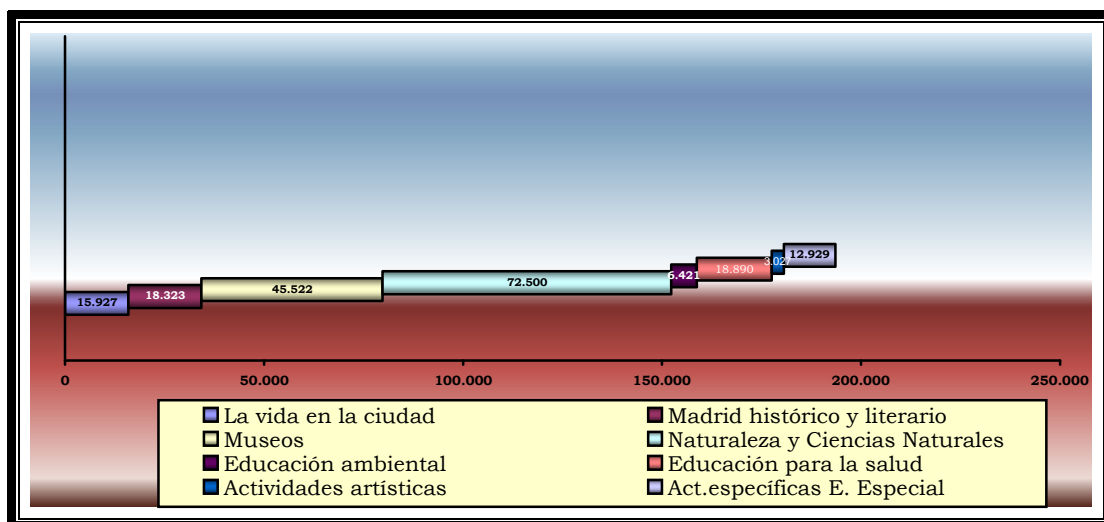 12.929
3.027
18.890
6.421
72.500
45.522
18.323
15.927
0 50.000 100.000 150.000 200.000 250.000
La vida en la ciudad Madrid histórico y literario
Museos Naturaleza y Ciencias Naturales
Educación ambiental Educación para la salud
Actividades artísticas Act.específicas E. Especial